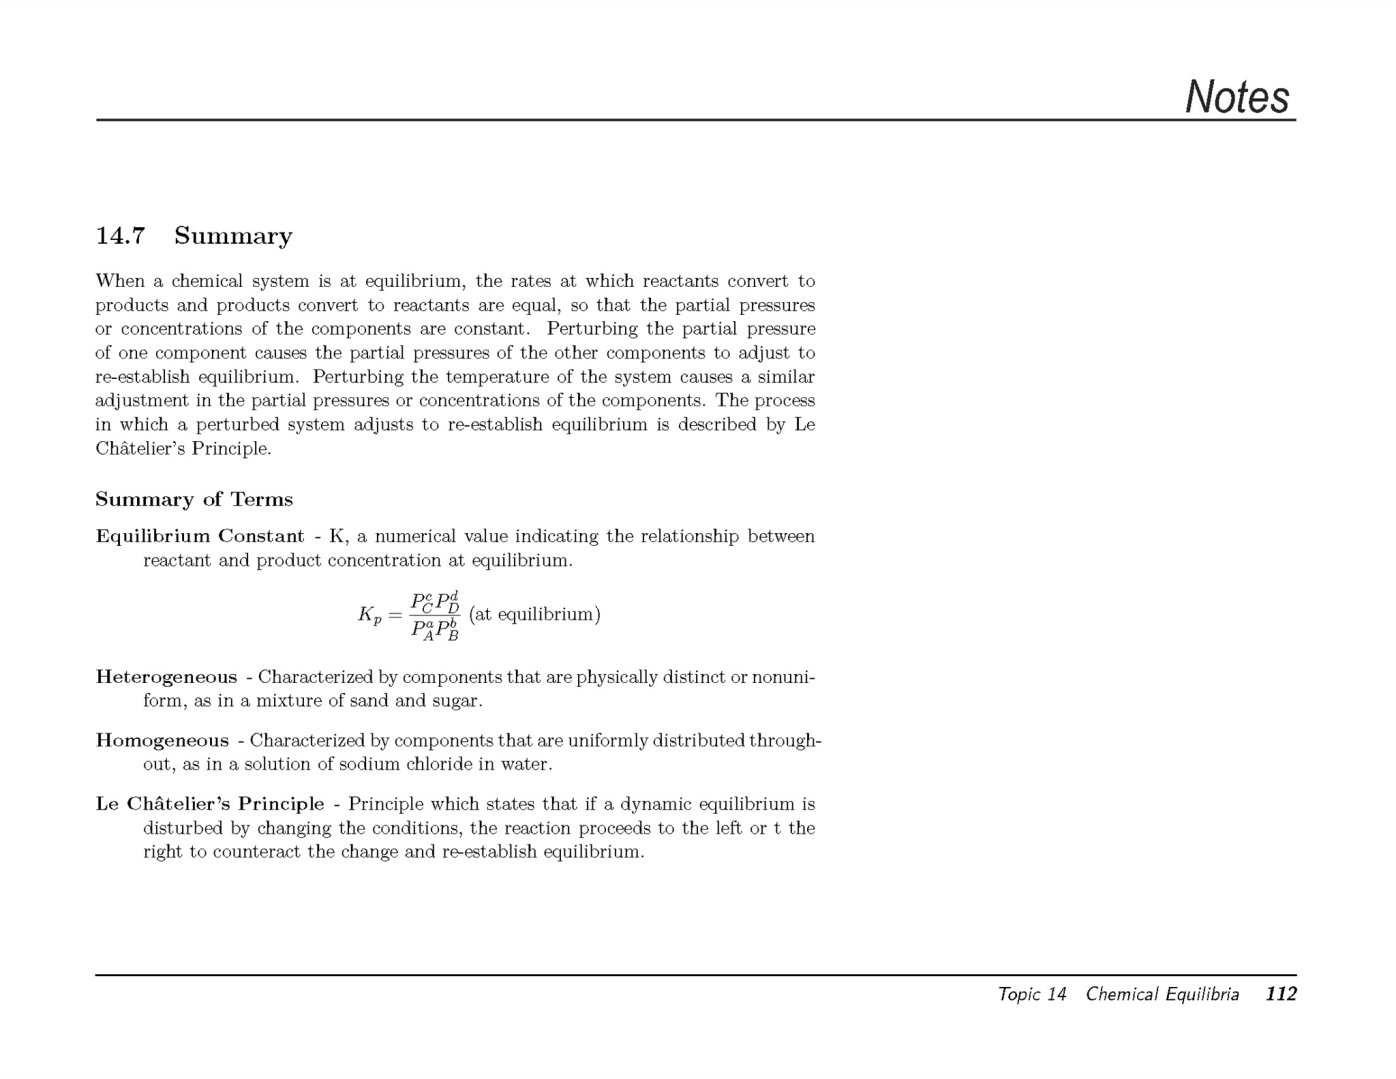 Notes
14.7 Summary
When a chemical system is at equilibrium, the rates at which reactants convert to
products and products convert to reactants are equal, so that the partial pressures
or concentrations of the components are constant. Perturbing the partial pressure
of one component causes the partial pressures of the other components to adjust to
re-establish equilibrium. Perturbing the temperature of the system causes a similar
adjustment in the partial pressures or concentrations of the components. The process
in which a perturbed system adjusts to re-establish equilibrium is described by Le
Châtelier's Principle.
Summary of Terms
Equilibrium Constant - K, a numerical value indicating the relationship between
reactant and product concentration at equilibrium.
$K_p = \frac{P_C^c P_D^d}{P_A^a P_B^b}$ (at equilibrium)
Heterogeneous - Characterized by components that are physically distinct or nonuni-
form, as in a mixture of sand and sugar.
Homogeneous - Characterized by components that are uniformly distributed through-
out, as in a solution of sodium chloride in water.
Le Châtelier's Principle - Principle which states that if a dynamic equilibrium is
disturbed by changing the conditions, the reaction proceeds to the left or t the
right to counteract the change and re-establish equilibrium.
Topic 14 Chemical Equilibria 112